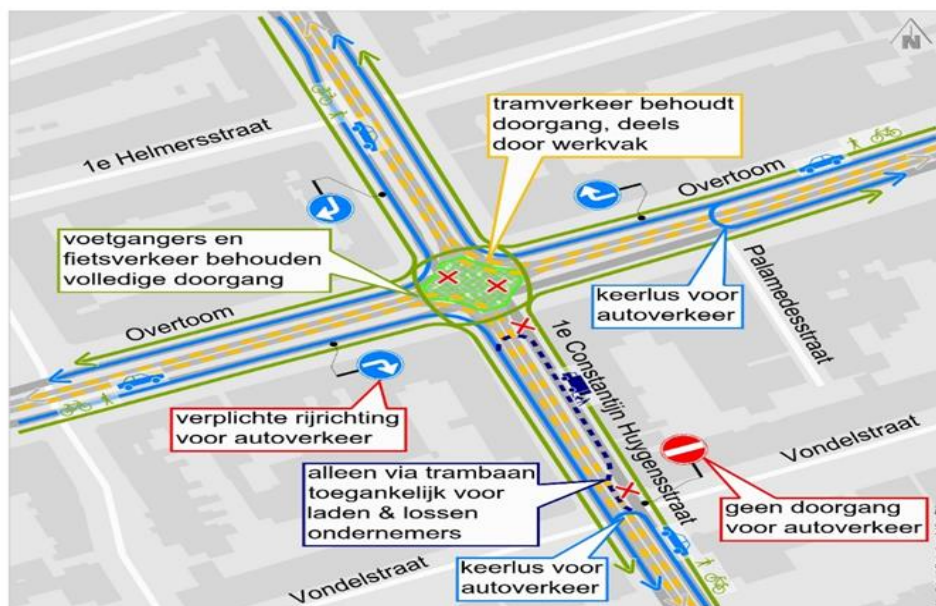 N
1e Helmersstraat
tramverkeer behoudt
doorgang, deels
door werkvak
Overtoom
voetgangers en
fietsverkeer behouden
volledige doorgang
Palamedesstraat
keerlus voor
autoverkeer
Overtoom
1e Constantijn Huygensstraat
verplichte rijrichting
voor autoverkeer
Vondelstraat
alleen via trambaan
toegankelijk voor
laden & lossen
ondernemers
geen doorgang
voor autoverkeer
keerlus voor
autoverkeer
Vondelstraat